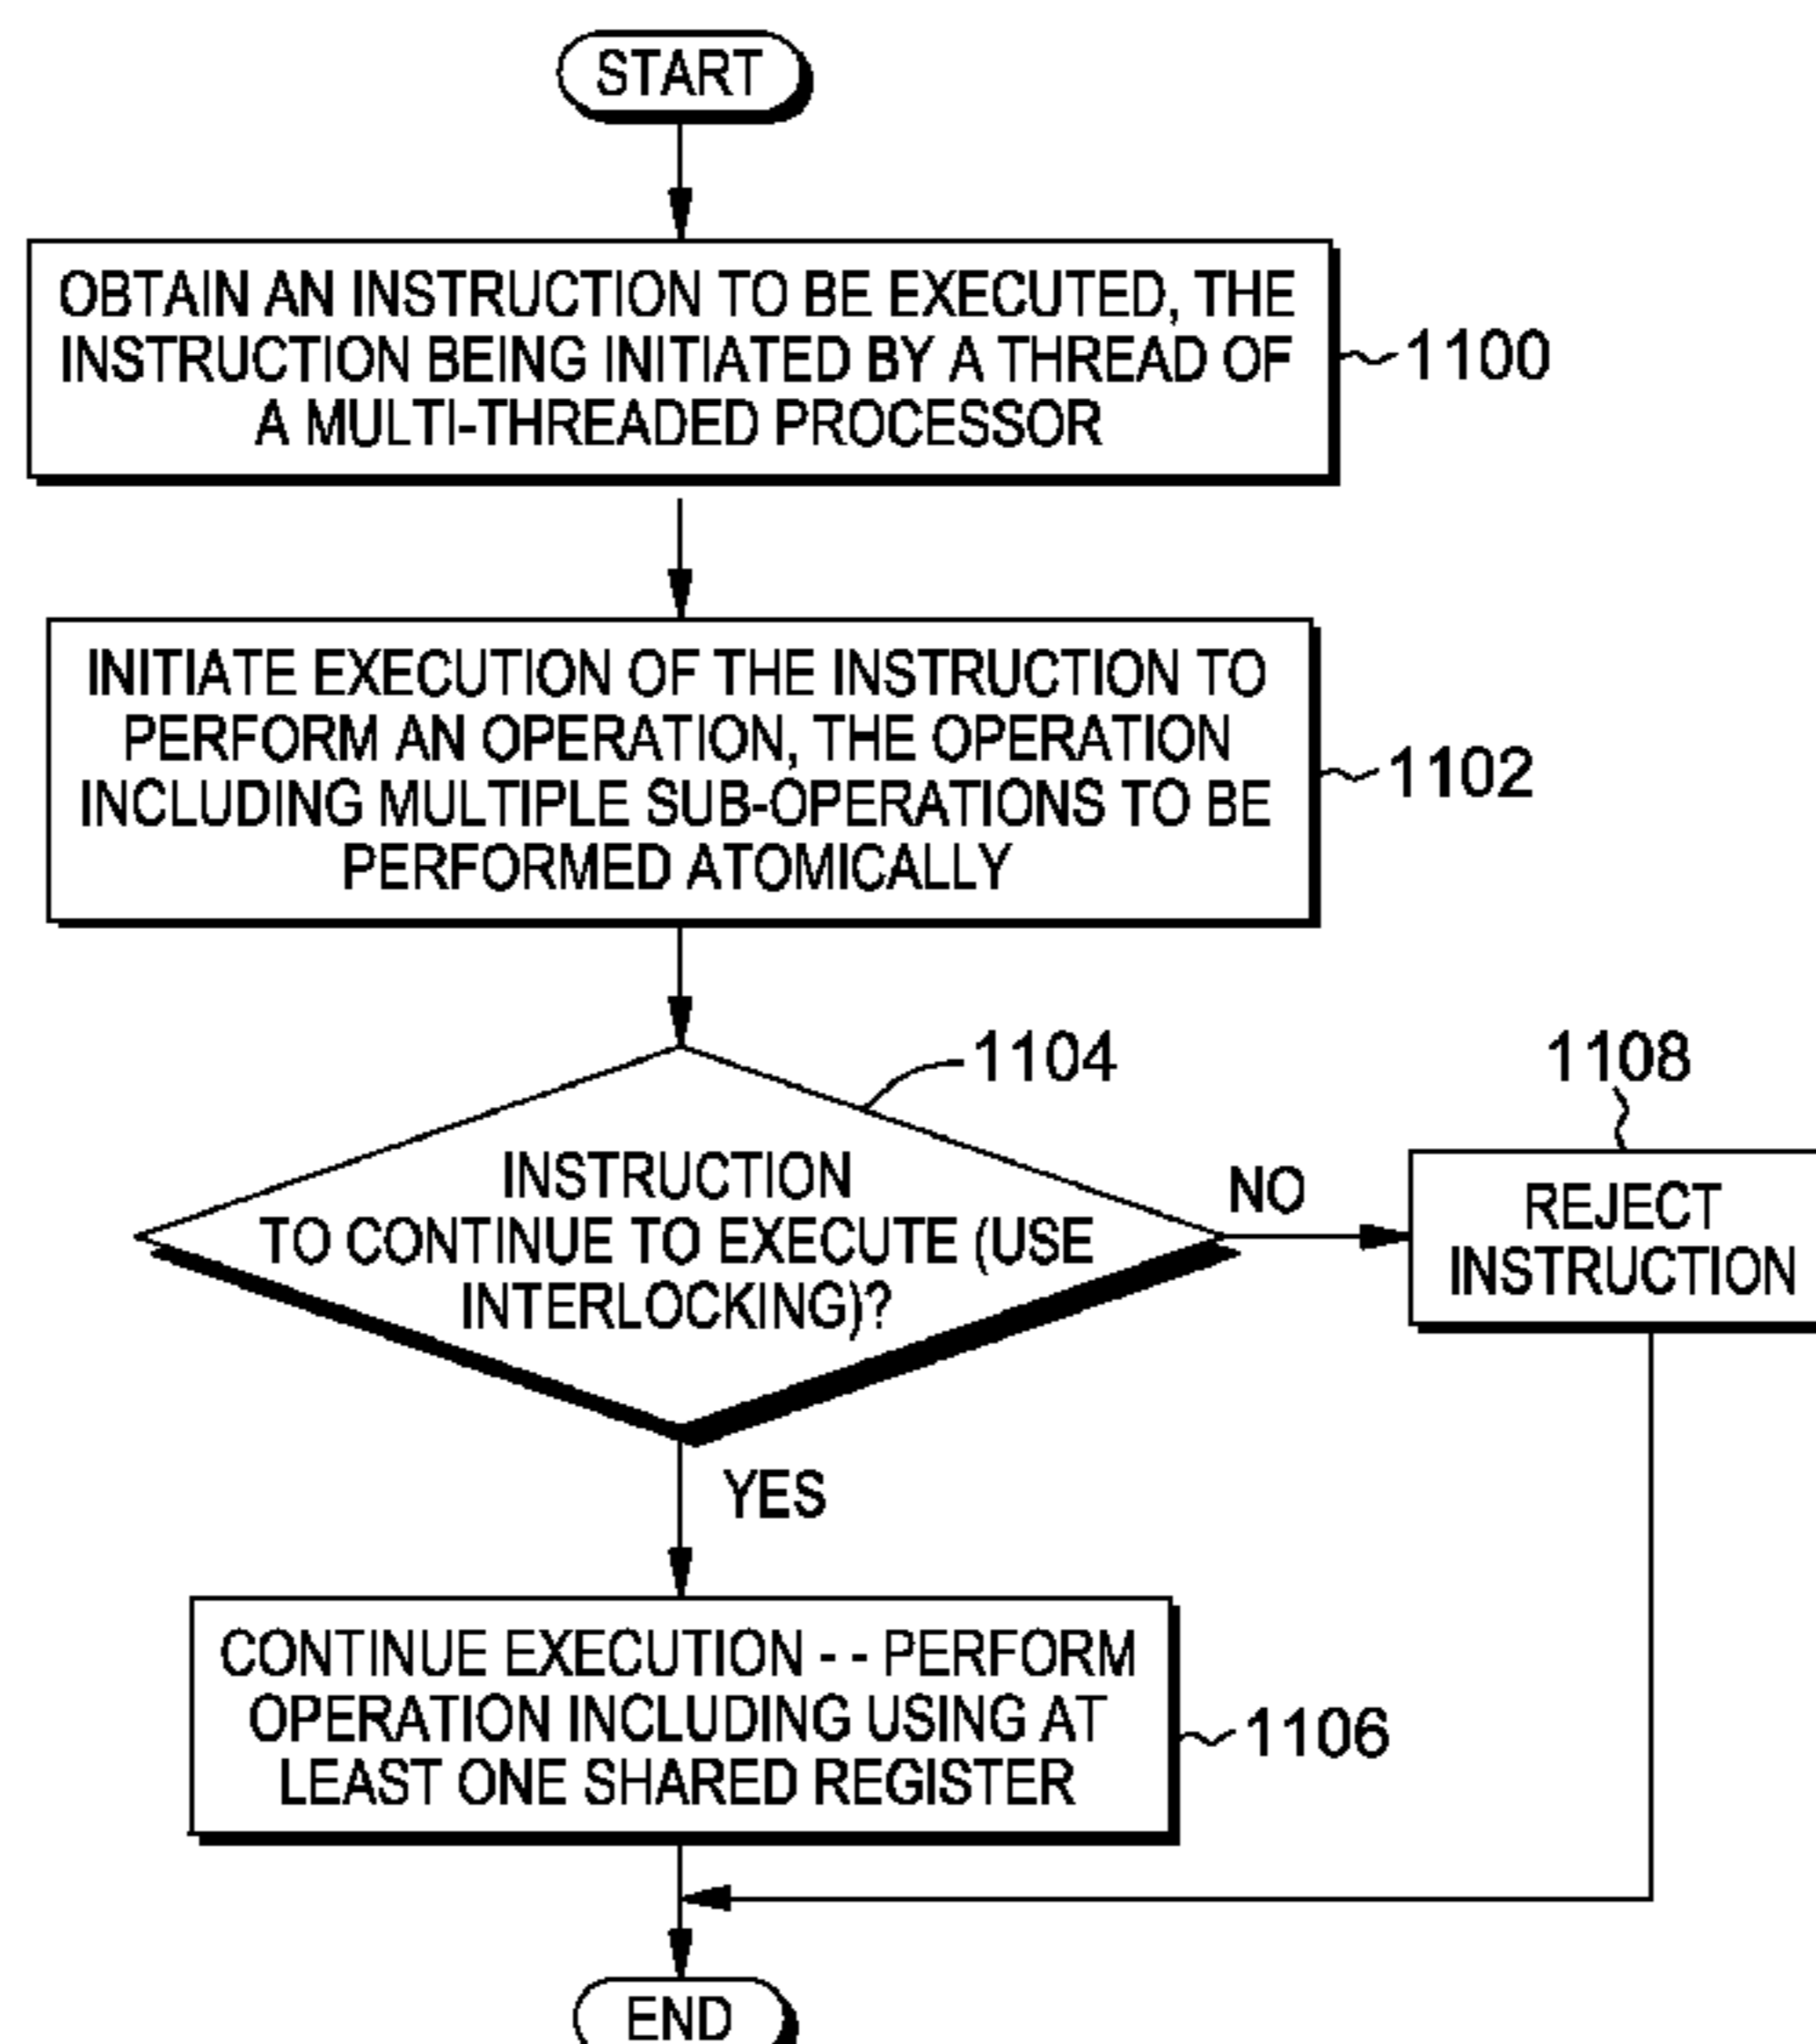 START
OBTAIN AN INSTRUCTION TO BE EXECUTED, THE
INSTRUCTION BEING INITIATED BY A THREAD OF
A MULTI-THREADED PROCESSOR
1100
INITIATE EXECUTION OF THE INSTRUCTION TO
PERFORM AN OPERATION, THE OPERATION
INCLUDING MULTIPLE SUB-OPERATIONS TO BE
PERFORMED ATOMICALLY
1102
1104
INSTRUCTION
TO CONTINUE TO EXECUTE (USE
INTERLOCKING)?
NO
1108
REJECT
INSTRUCTION
YES
CONTINUE EXECUTION - - PERFORM
OPERATION INCLUDING USING AT
LEAST ONE SHARED REGISTER
1106
END